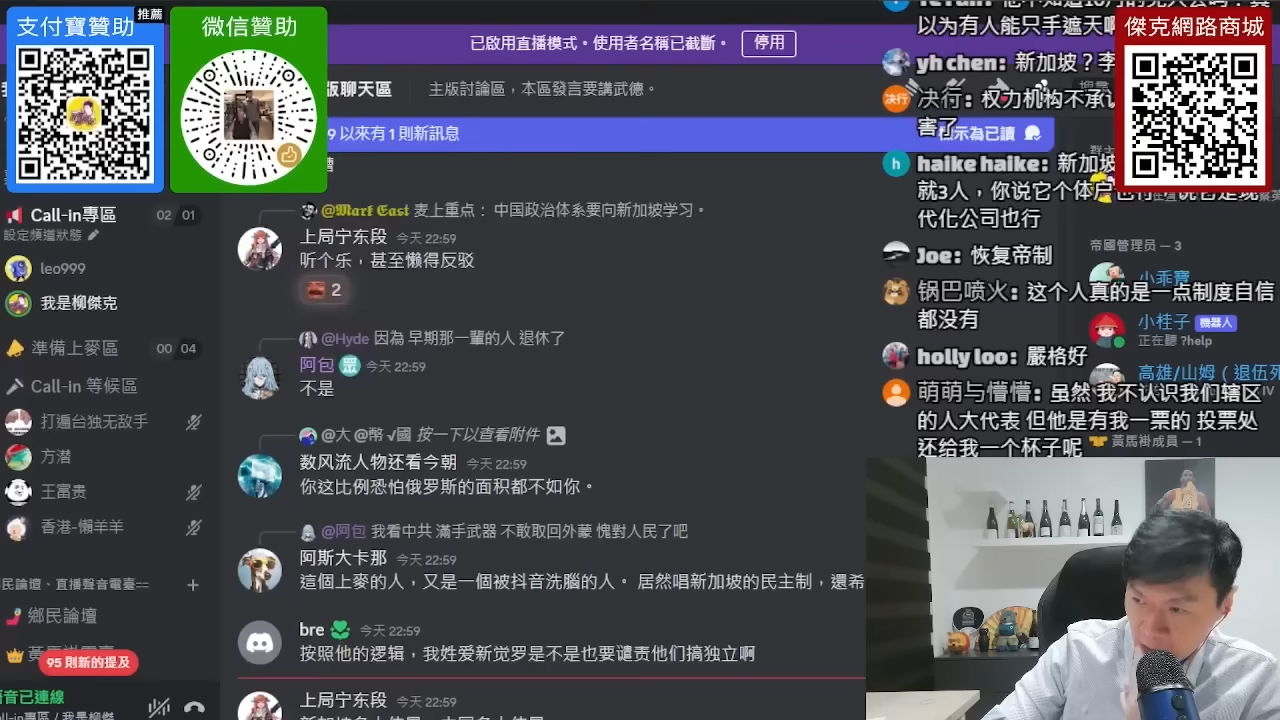 支付寶贊助
推薦
微信贊助
傑克網路商城
已啟用直播模式。使用者名稱已截斷。
停用
版聊天區
主版討論區，本區發言要講武德。
9 以來有 1 則新訊息
示為已讀
Call-in專區
02 01
設定頻道狀態
leo999
我是柳傑克
準備上麥區
00 04
Call-in 等候區
打遍台独无敌手
方潜
王富贵
香港-懶羊羊
民論壇、直播聲音電臺==
鄉民論壇
95 則新的提及
音已連線
@Mark East 麦上重点： 中国政治体系要向新加坡学习。
上局宁东段 今天 22:59
听个乐，甚至懒得反驳
2
@Hyde 因為 早期那一輩的人 退休了
阿包 眾 今天 22:59
不是
@大 @幣 √國 按一下以查看附件
数风流人物还看今朝 今天 22:59
你这比例恐怕俄罗斯的面积都不如你。
@阿包 我看中共 滿手武器 不敢取回外蒙 愧對人民了吧
阿斯大卡那 今天 22:59
這個上麥的人，又是一個被抖音洗腦的人。 居然唱新加坡的民主制，還希
bre 今天 22:59
按照他的逻辑，我姓爱新觉罗是不是也要谴责他们搞独立啊
上局宁东段 今天 22:59
以为有人能只手遮天
yh chen: 新加坡？李
决行: 权力机构不承认
害了
haike haike: 新加坡
就3人，你说它个体户也行，说它是现
代化公司也行
Joe: 恢复帝制
锅巴喷火: 这个人真的是一点制度自信
都没有
holly loo: 嚴格好
萌萌与懵懵: 虽然 我不认识我们辖区
的人大代表 但他是有我一票的 投票处
还给我一个杯子呢
帝國管理员 — 3
小乖寶
小桂子 機器人
正在聽 ?help
高雄/山姆（退伍死
黃馬褂成員 — 1